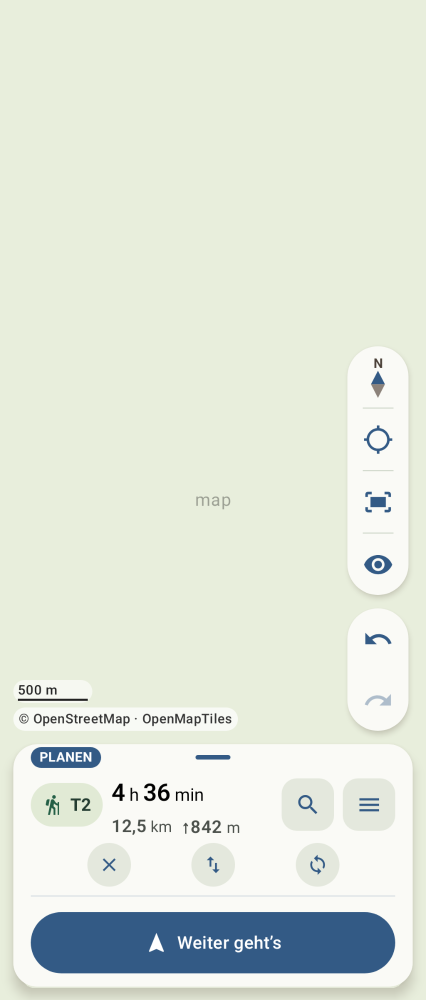 N
map
500 m
© OpenStreetMap · OpenMapTiles
PLANEN
T2
4 h 36 min
12,5 km ↑842 m
Weiter geht's